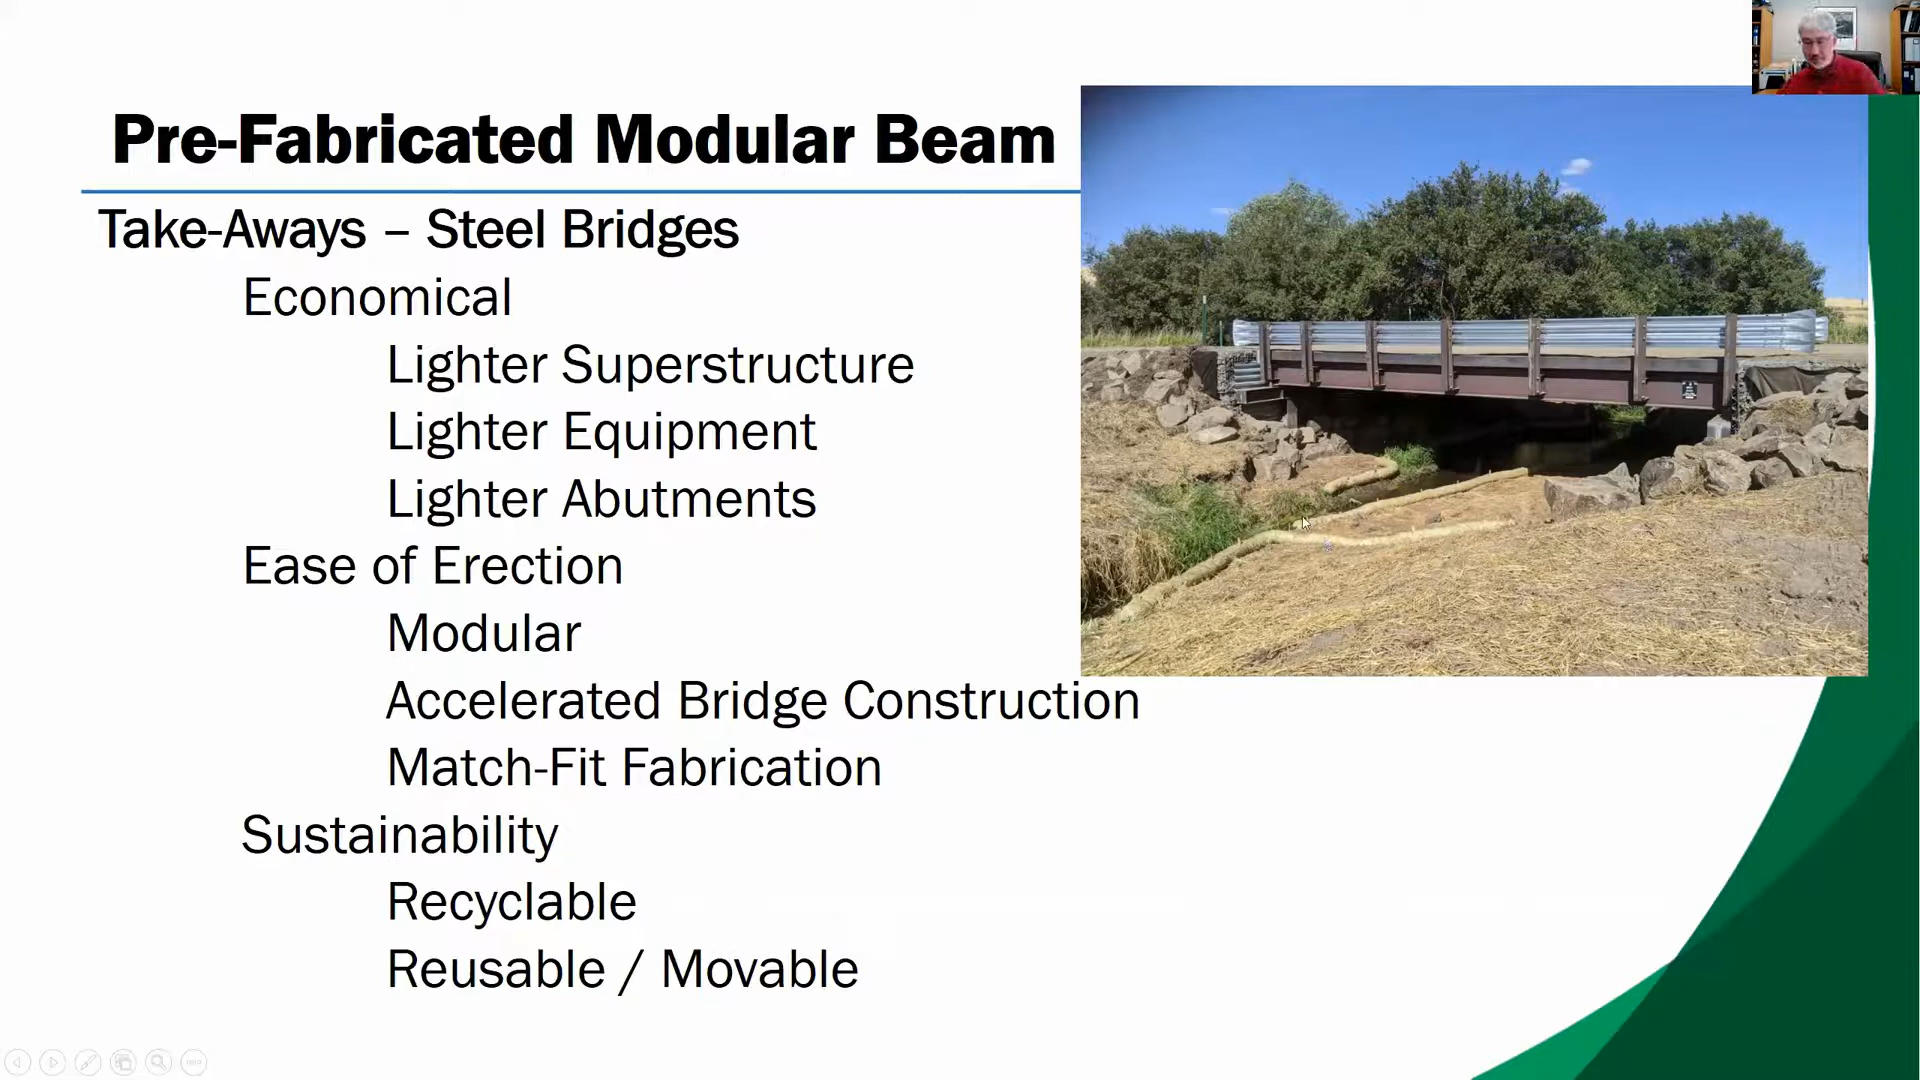 Pre-Fabricated Modular Beam
Take-Aways – Steel Bridges
Economical
Lighter Superstructure
Lighter Equipment
Lighter Abutments
Ease of Erection
Modular
Accelerated Bridge Construction
Match-Fit Fabrication
Sustainability
Recyclable
Reusable / Movable